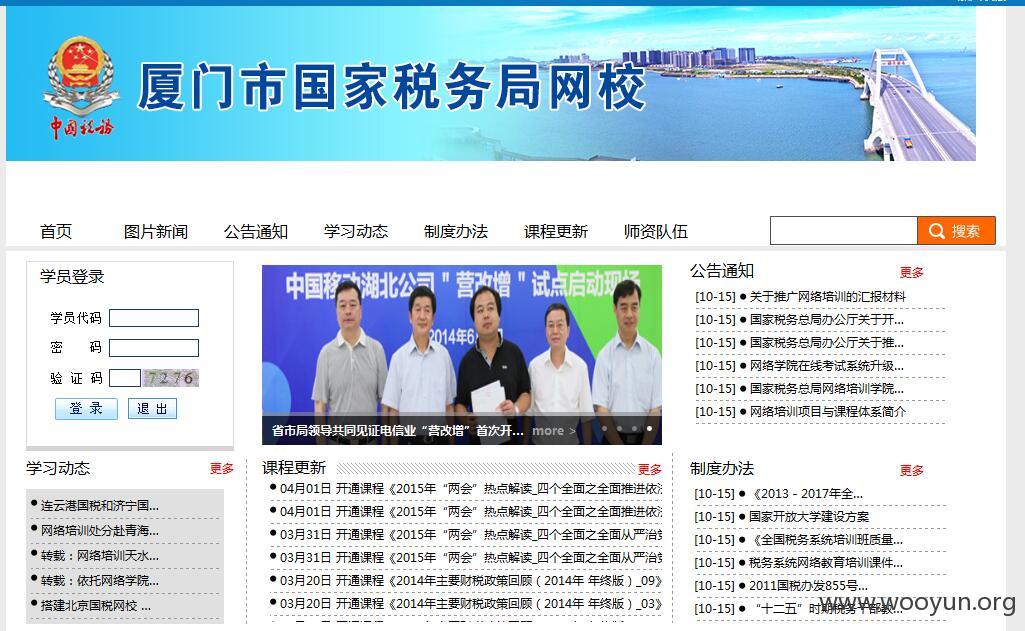 中国税务
厦门市国家税务局网校
首页 图片新闻 公告通知 学习动态 制度办法 课程更新 师资队伍 搜索
学员登录
学员代码
密 码
验 证 码 7276
登 录 退 出
中国移动湖北公司＂营改增＂试点启动现场
2014年6
省市局领导共同见证电信业“营改增”首次开... more >
公告通知 更多
[10-15] ● 关于推广网络培训的汇报材料
[10-15] ● 国家税务总局办公厅关于开...
[10-15] ● 国家税务总局办公厅关于推...
[10-15] ● 网络学院在线考试系统升级...
[10-15] ● 国家税务总局网络培训学院...
[10-15] ● 网络培训项目与课程体系简介
学习动态 更多
● 连云港国税和济宁国...
● 网络培训处分赴青海...
● 转载：网络培训天水...
● 转载：依托网络学院...
● 搭建北京国税网校 ...
课程更新 更多
● 04月01日 开通课程《2015年“两会”热点解读_四个全面之全面推进依法
● 04月01日 开通课程《2015年“两会”热点解读_四个全面之全面推进依法
● 03月31日 开通课程《2015年“两会”热点解读_四个全面之全面从严治党
● 03月31日 开通课程《2015年“两会”热点解读_四个全面之全面从严治党
● 03月20日 开通课程《2014年主要财税政策回顾（2014年 年终版）_09》
● 03月20日 开通课程《2014年主要财税政策回顾（2014年 年终版）_03》
制度办法 更多
[10-15] ● 《2013－2017年全...
[10-15] ● 国家开放大学建设方案
[10-15] ● 《全国税务系统培训班质量...
[10-15] ● 税务系统网络教育培训课件...
[10-15] ● 2011国税办发855号...
[10-15] ● “十二五”时期税务干部教...
www.wooyun.org